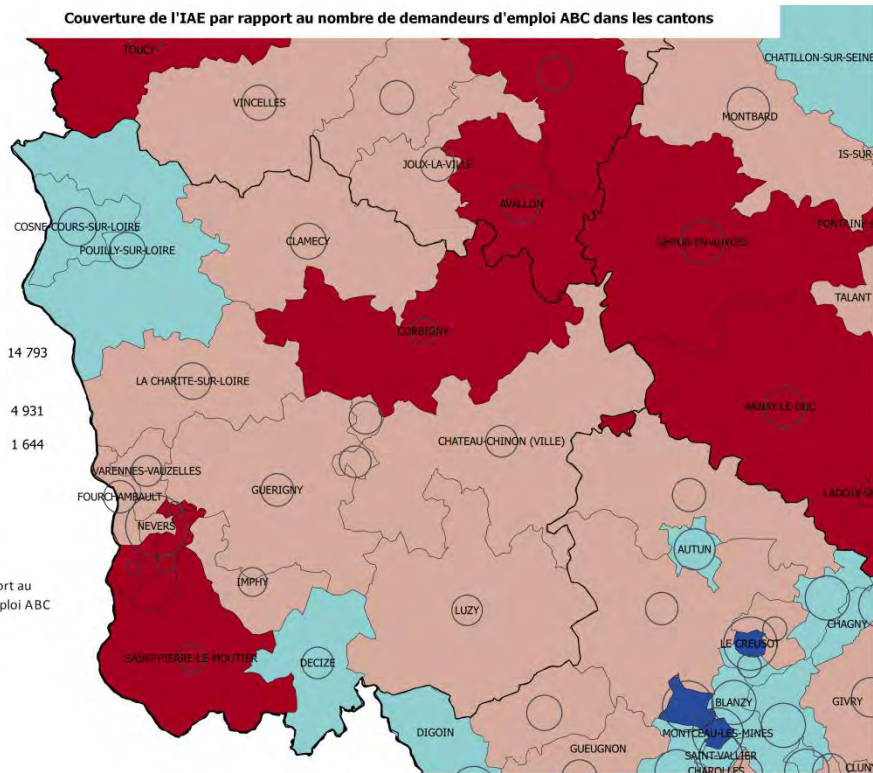 Couverture de l'IAE par rapport au nombre de demandeurs d'emploi ABC dans les cantons
TOUCY
CHATILLON-SUR-SEINE
VINCELLES
MONTBARD
IS-SUR-
JOUX-LA-VILLE
AVALLON
COSNE-COURS-SUR-LOIRE
POUILLY-SUR-LOIRE
CLAMECY
SEMUR-EN-AUXOIS
TALANT
CORBIGNY
14 793
LA CHARITE-SUR-LOIRE
ARNAY-LE-DUC
4 931
1 644
CHATEAU-CHINON (VILLE)
VARENNES-VAUZELLES
GUERIGNY
FOURCHAMBAULT
NEVERS
AUTUN
ort au
ploi ABC
IMPHY
LUZY
CHAGNY
LE CREUSOT
SAINT-PIERRE-LE-MOUTIER
DECIZE
BLANZY
GIVRY
DIGOIN
MONTCEAU-LES-MINES
GUEUGNON
SAINT-VALLIER
CHAROLLES
CLUNY